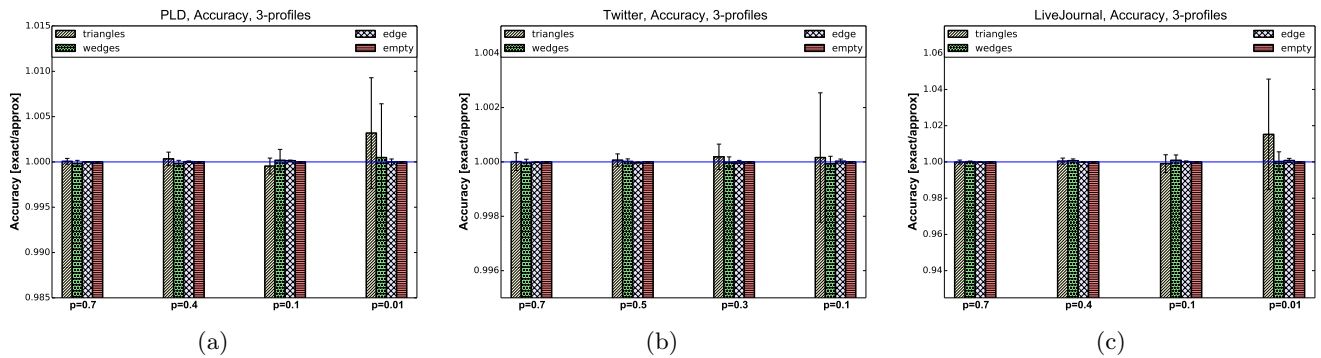 PLD, Accuracy, 3-profiles
triangles
wedges
edge
empty
Accuracy [exact/approx]
1.015
1.010
1.005
1.000
0.995
0.990
0.985
p=0.7
p=0.4
p=0.1
p=0.01
(a)
Twitter, Accuracy, 3-profiles
triangles
wedges
edge
empty
Accuracy [exact/approx]
1.004
1.002
1.000
0.998
0.996
p=0.7
p=0.5
p=0.3
p=0.1
(b)
LiveJournal, Accuracy, 3-profiles
triangles
wedges
edge
empty
Accuracy [exact/approx]
1.06
1.04
1.02
1.00
0.98
0.96
0.94
p=0.7
p=0.4
p=0.1
p=0.01
(c)